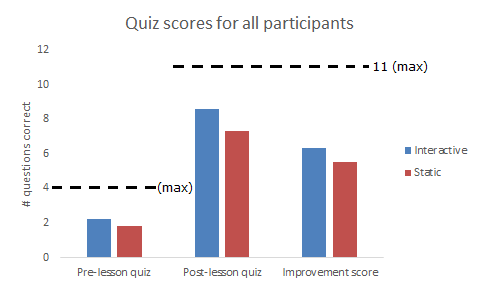 Quiz scores for all participants
# questions correct
12
10
8
6
4
2
0
11 (max)
(max)
Interactive
Static
Pre-lesson quiz
Post-lesson quiz
Improvement score